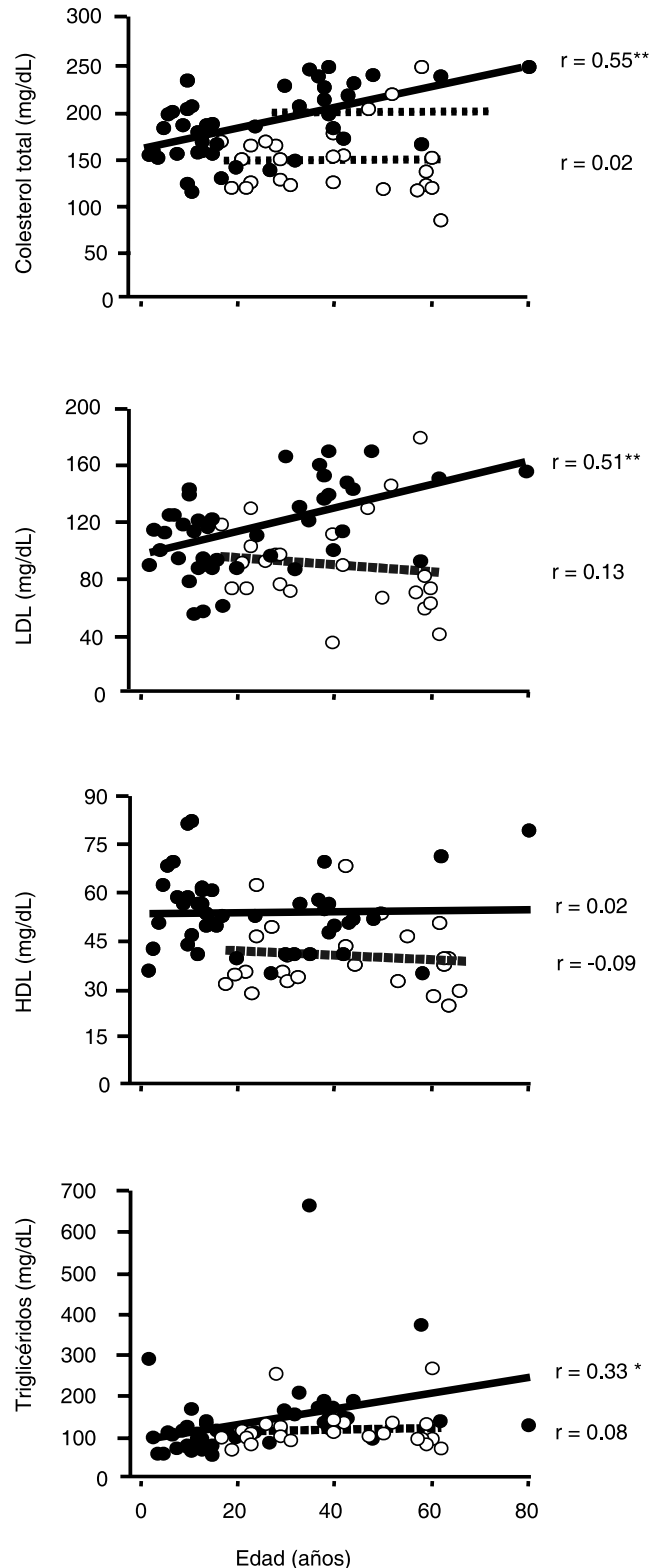 Colesterol total (mg/dL)
300
250
200
150
100
50
0
r = 0.55**
r = 0.02
LDL (mg/dL)
200
160
120
80
40
0
r = 0.51**
r = 0.13
HDL (mg/dL)
90
75
60
45
30
15
0
r = 0.02
r = -0.09
Triglicéridos (mg/dL)
700
600
500
400
300
200
100
0
r = 0.33 *
r = 0.08
0 20 40 60 80
Edad (años)